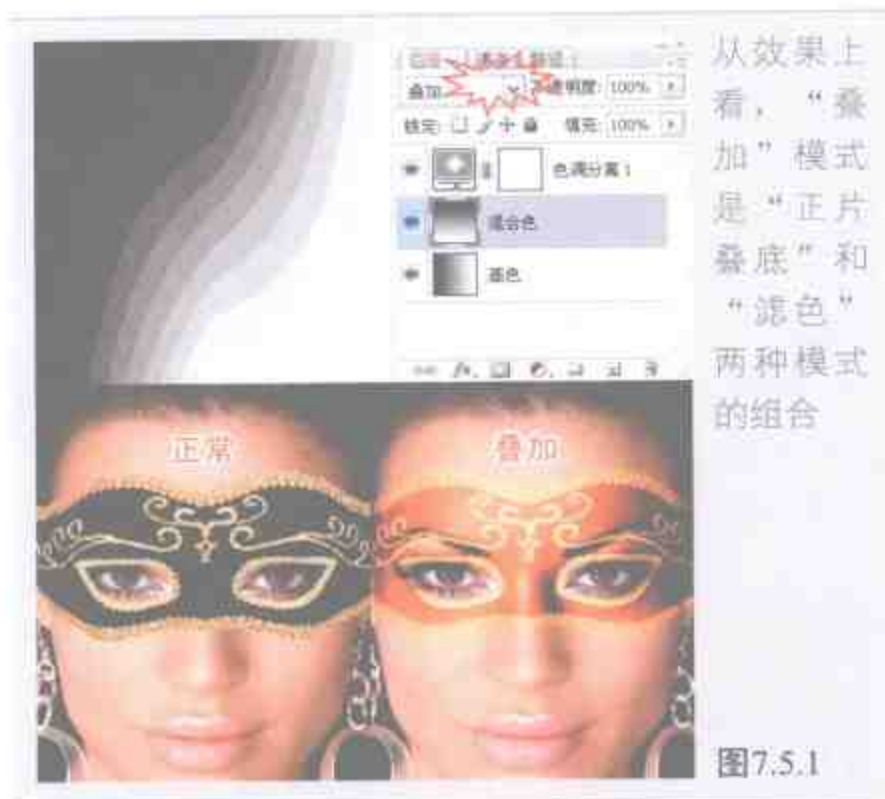 叠加
不透明度: 100%
锁定:
填充: 100%
色调分离 1
混合色
基色
正常
叠加
从效果上
看，“叠
加”模式
是“正片
叠底”和
“滤色”
两种模式
的组合
图7.5.1